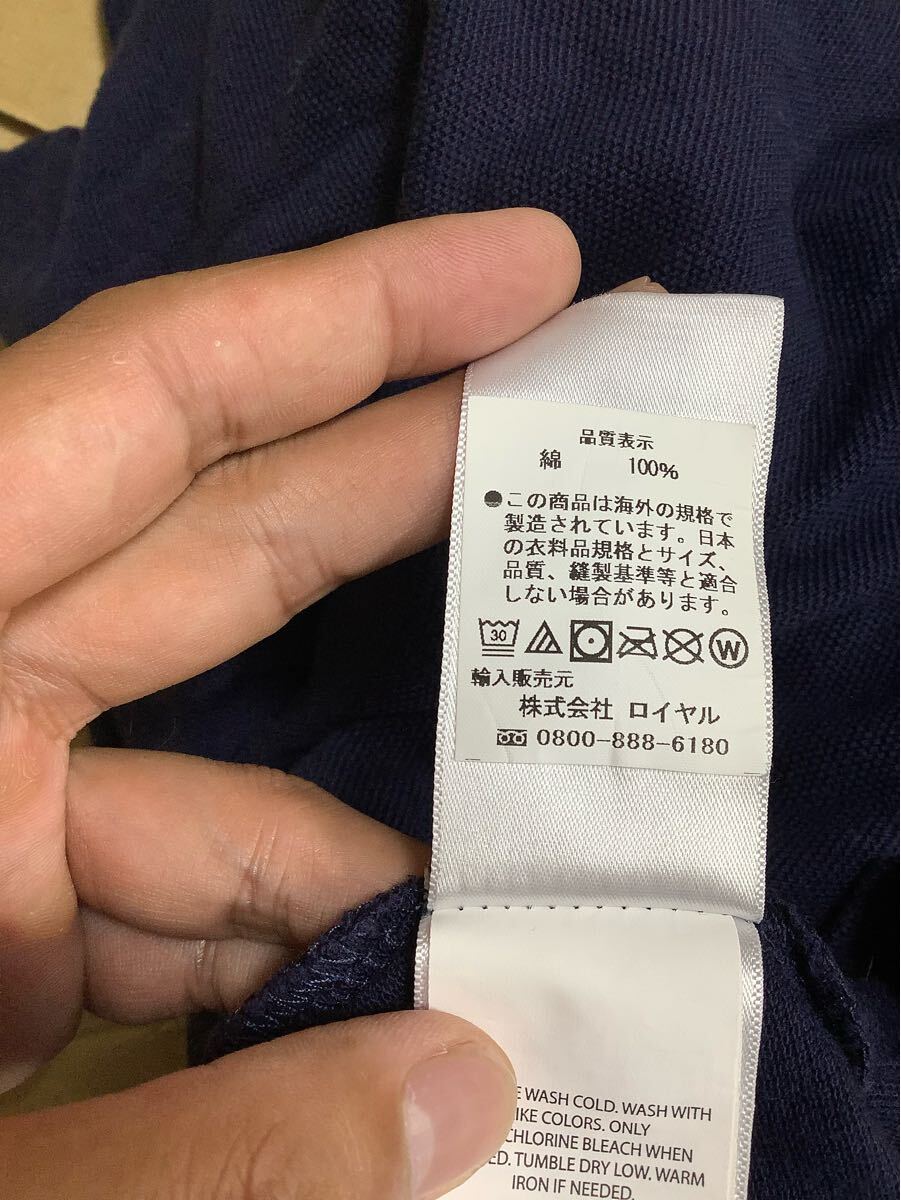 品質表示
綿 100%
●この商品は海外の規格で
製造されています。日本
の衣料品規格とサイズ、
品質、縫製基準等と適合
しない場合があります。
30 W
輸入販売元
株式会社 ロイヤル
0800-888-6180
WASH COLD. WASH WITH
COLORS. ONLY
CHLORINE BLEACH WHEN
TUMBLE DRY LOW. WARM
IRON IF NEEDED.